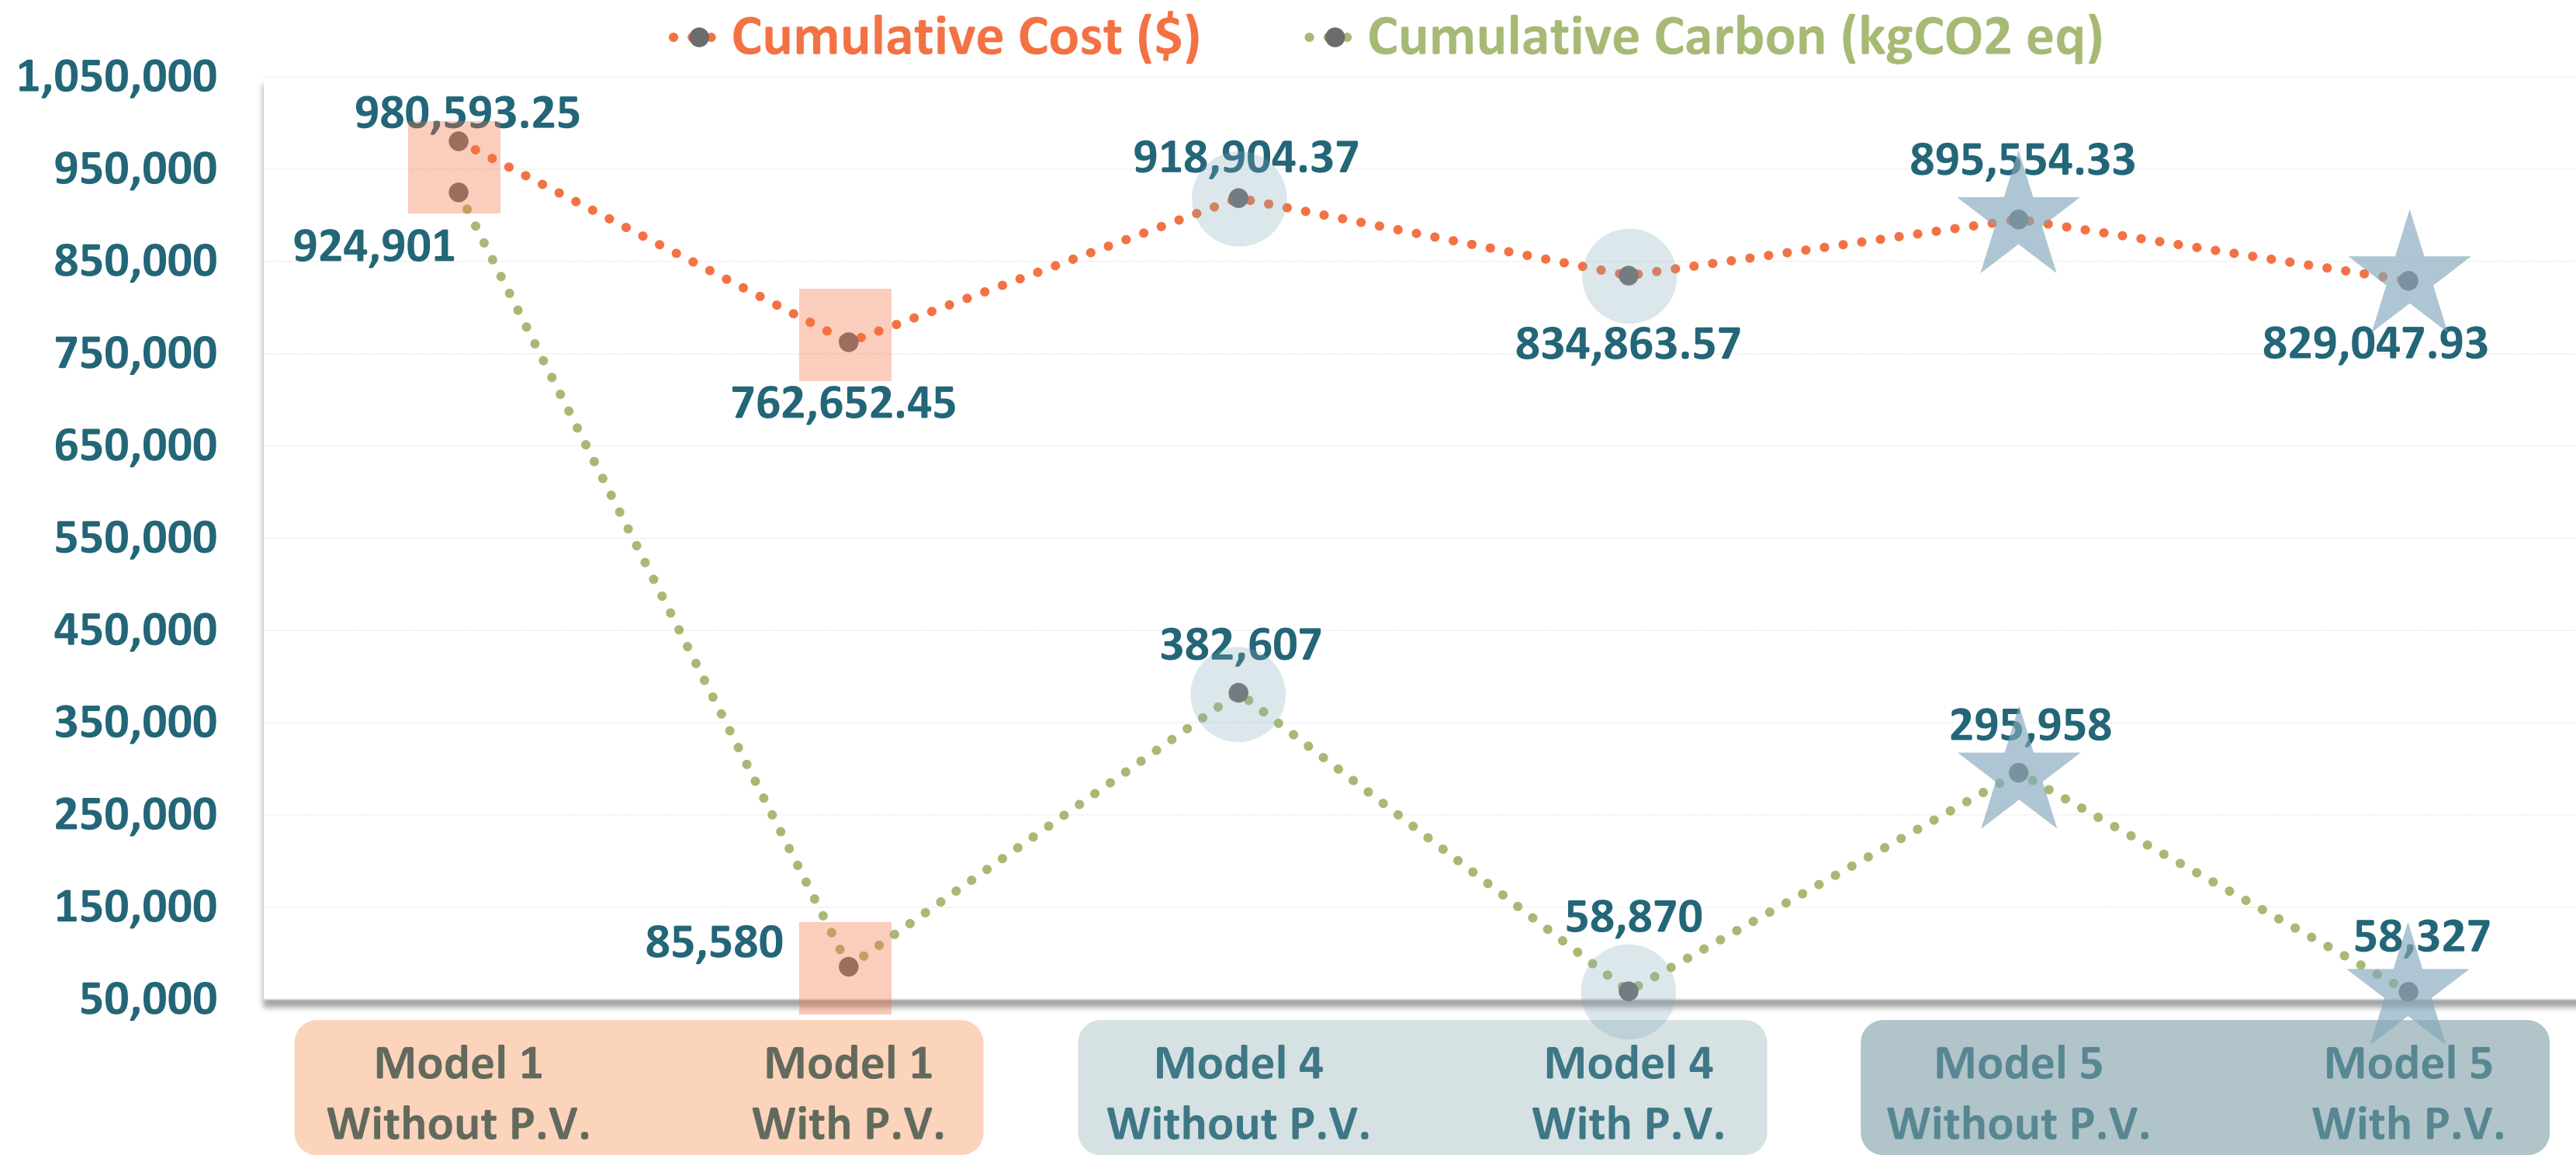 Cumulative Cost ($) Cumulative Carbon (kgCO2 eq)
1,050,000
950,000
850,000
750,000
650,000
550,000
450,000
350,000
250,000
150,000
50,000
980,593.25
924,901
762,652.45
918,904.37
834,863.57
895,554.33
829,047.93
85,580
382,607
58,870
295,958
58,327
Model 1
Without P.V.
Model 1
With P.V.
Model 4
Without P.V.
Model 4
With P.V.
Model 5
Without P.V.
Model 5
With P.V.